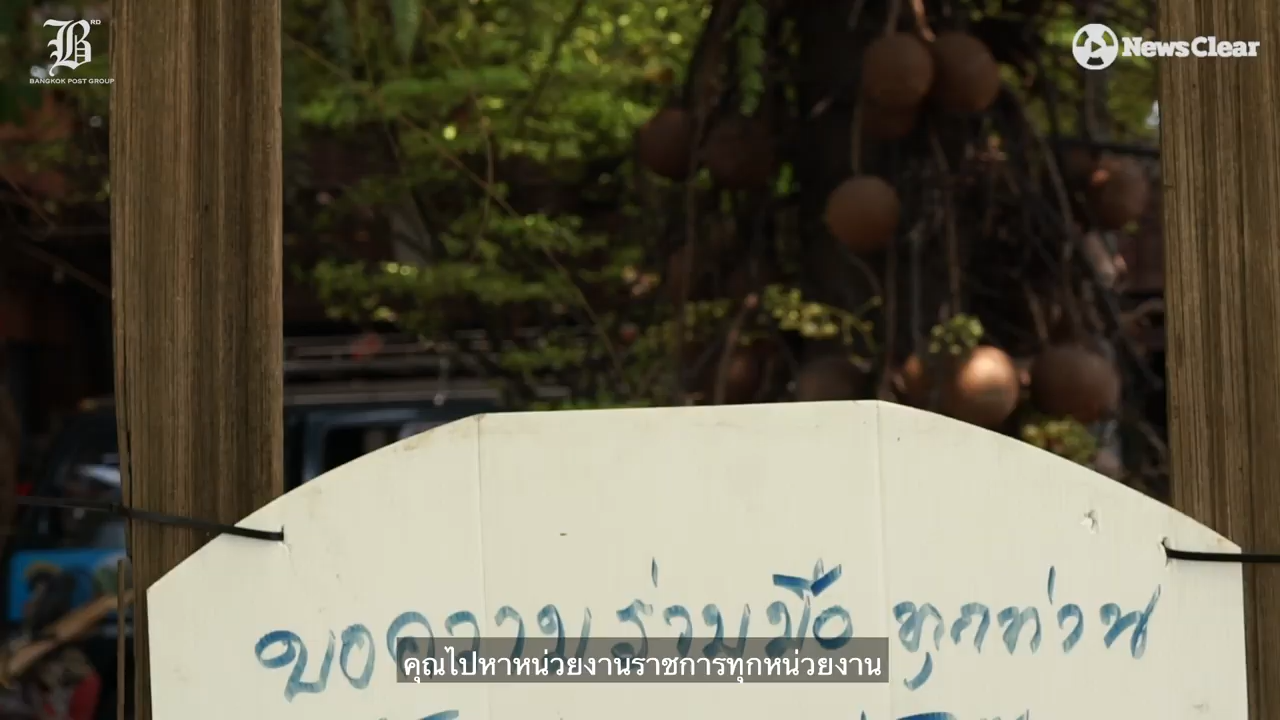 B RD
BANGKOK POST GROUP
NewsClear
ขอความร่วมมือ ทุกท่าน
คุณไปหาหน่วยงานราชการทุกหน่วยงาน